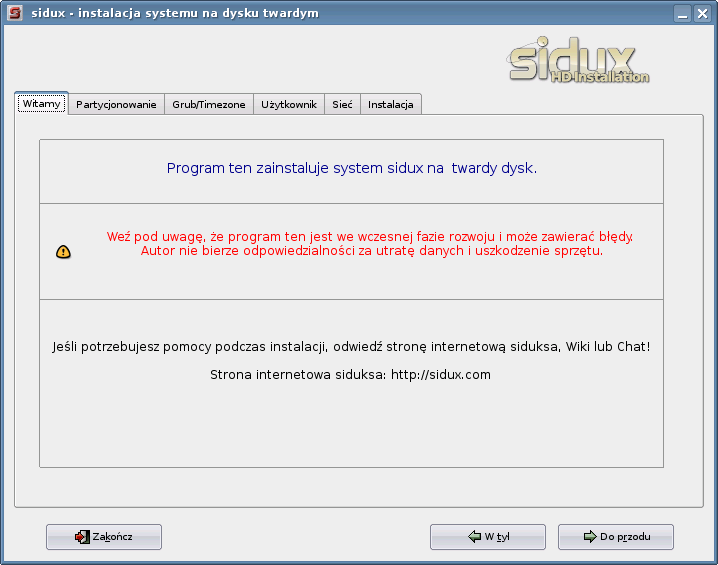 sidux - instalacja systemu na dysku twardym
sidux
HD-Installation
Witamy Partycjonowanie Grub/Timezone Użytkownik Sieć Instalacja
Program ten zainstaluje system sidux na twardy dysk.
Weź pod uwagę, że program ten jest we wczesnej fazie rozwoju i może zawierać błędy.
Autor nie bierze odpowiedzialności za utratę danych i uszkodzenie sprzętu.
Jeśli potrzebujesz pomocy podczas instalacji, odwiedź stronę internetową siduksa, Wiki lub Chat!
Strona internetowa siduksa: http://sidux.com
Zakończ W tył Do przodu